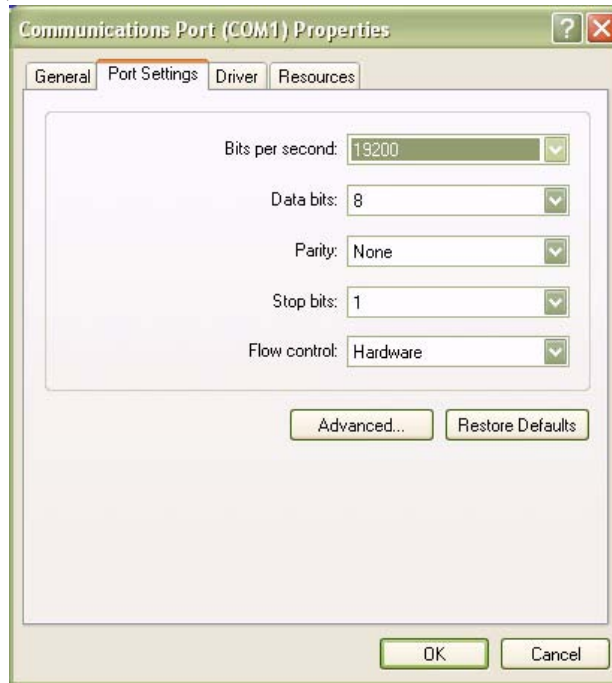 Communications Port (COM1) Properties
General Port Settings Driver Resources
Bits per second: 19200
Data bits: 8
Parity: None
Stop bits: 1
Flow control: Hardware
Advanced... Restore Defaults
OK Cancel